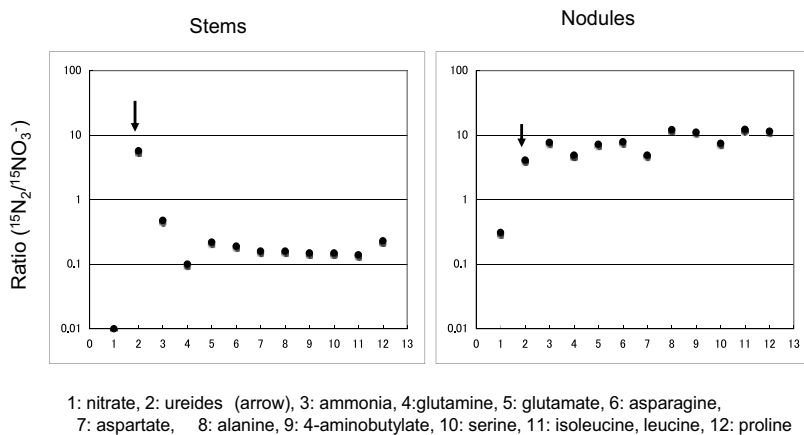 Stems
Nodules
Ratio (¹⁵N₂/¹⁵NO₃⁻)
100
10
1
0.1
0.01
0 1 2 3 4 5 6 7 8 9 10 11 12 13
100
10
1
0.1
0.01
0 1 2 3 4 5 6 7 8 9 10 11 12 13
1: nitrate, 2: ureides (arrow), 3: ammonia, 4:glutamine, 5: glutamate, 6: asparagine,
7: aspartate, 8: alanine, 9: 4-aminobutylate, 10: serine, 11: isoleucine, leucine, 12: proline